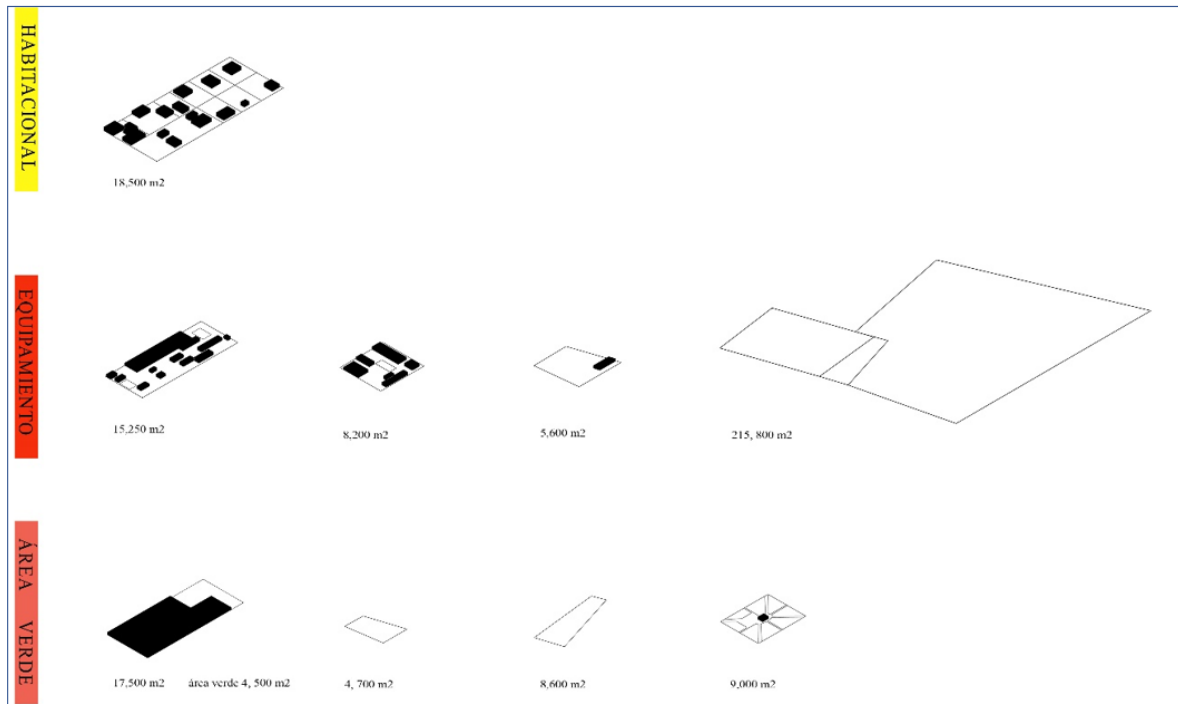 HABITACIONAL
18,500 m2
EQUIPAMIENTO
15,250 m2
8,200 m2
5,600 m2
215, 800 m2
ÁREA VERDE
17,500 m2
área verde 4, 500 m2
4, 700 m2
8,600 m2
9,000 m2